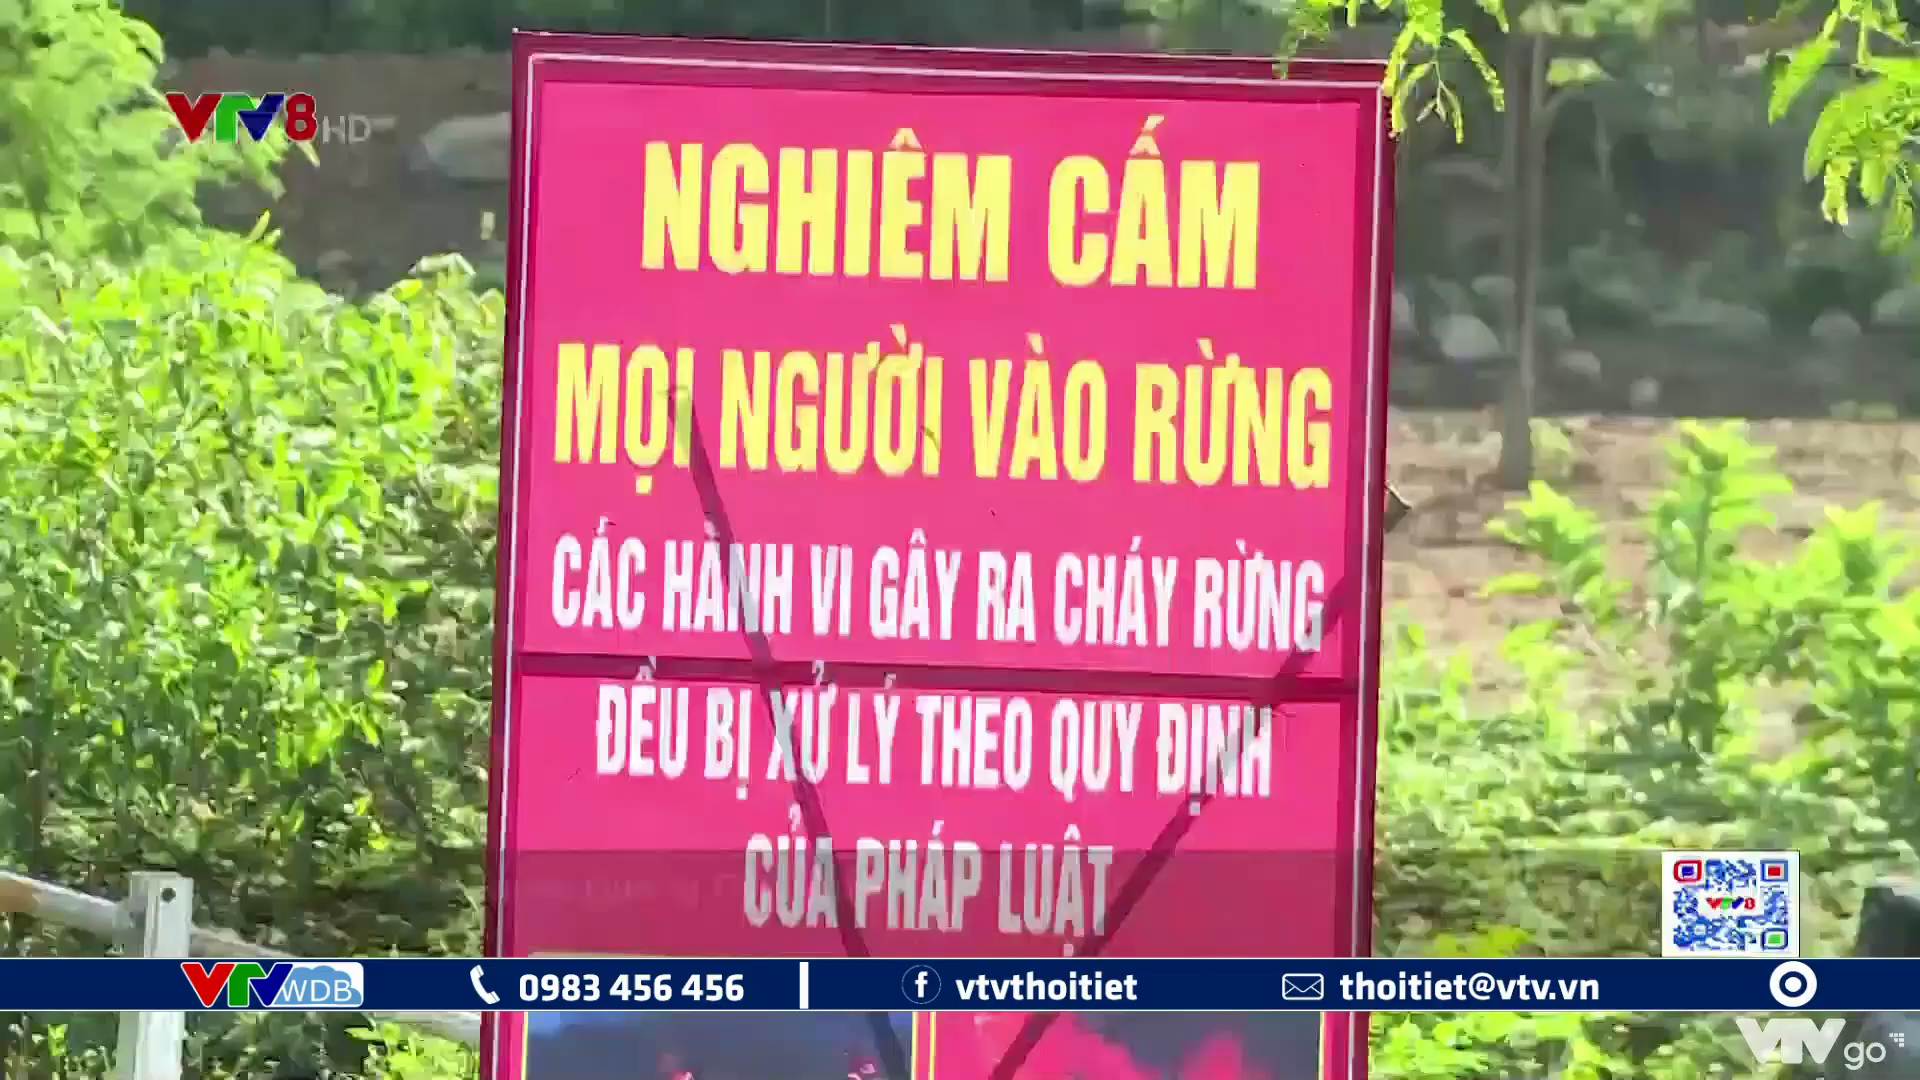 VTV8 HD
NGHIÊM CẤM
MỌI NGƯỜI VÀO RỪNG
CÁC HÀNH VI GÂY RA CHÁY RỪNG
ĐỀU BỊ XỬ LÝ THEO QUY ĐỊNH
CỦA PHÁP LUẬT
VTV8
VTV WDB 0983 456 456 vtvthoitiet thoitiet@vtv.vn
VTV go